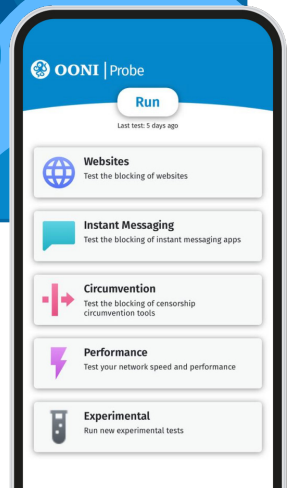 OONI | Probe
Run
Last test: 5 days ago
Websites
Test the blocking of websites
Instant Messaging
Test the blocking of instant messaging apps
Circumvention
Test the blocking of censorship
circumvention tools
Performance
Test your network speed and performance
Experimental
Run new experimental tests